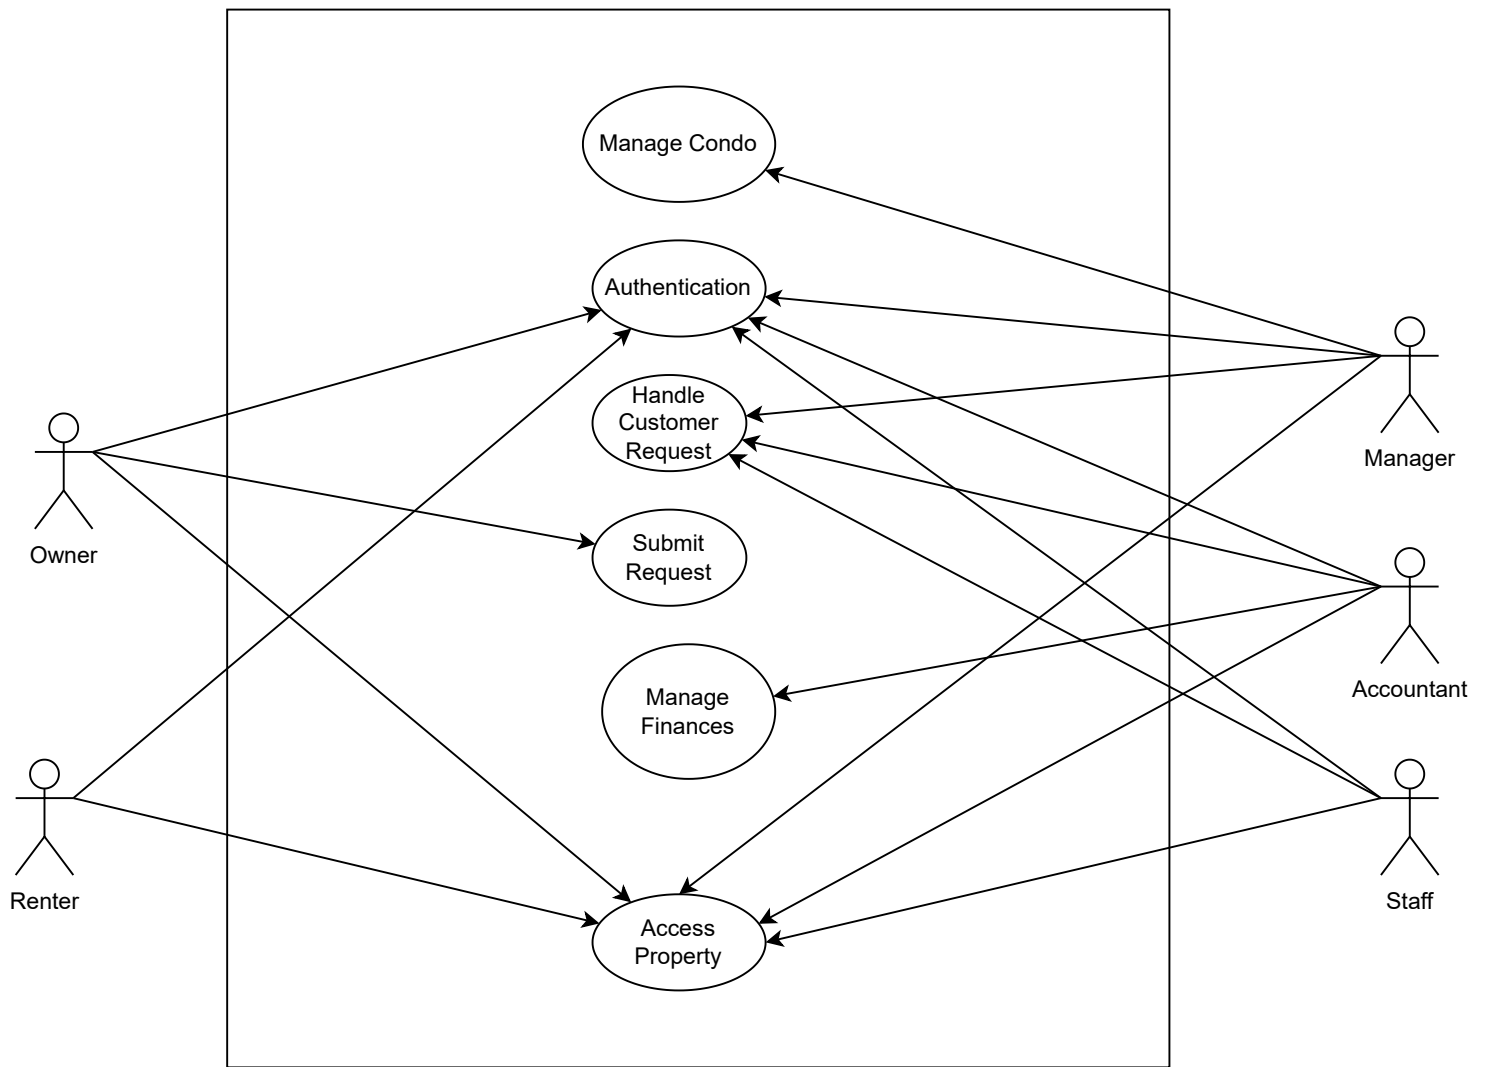 Manage Condo
Authentication
Handle
Customer
Request
Submit
Request
Manage
Finances
Access
Property
Owner
Renter
Manager
Accountant
Staff